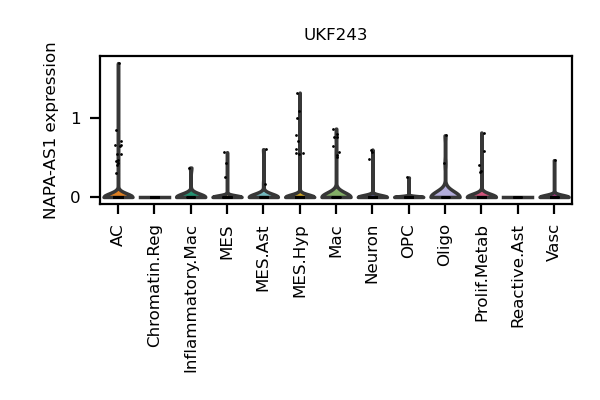 UKF243
NAPA-AS1 expression
1
0
AC
Chromatin.Reg
Inflammatory.Mac
MES
MES.Ast
MES.Hyp
Mac
Neuron
OPC
Oligo
Prolif.Metab
Reactive.Ast
Vasc